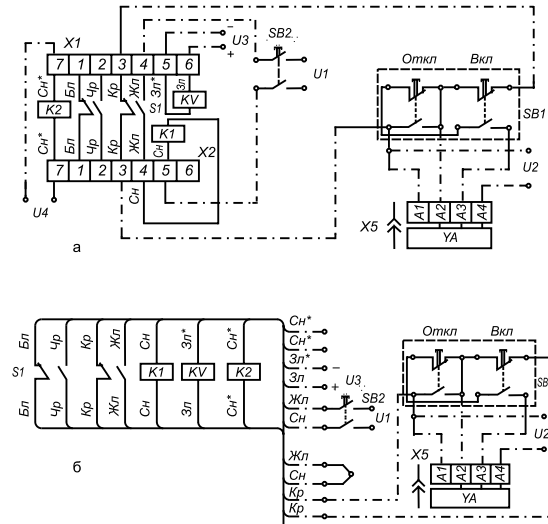 X1
− U3 +
SB2
U1
7 1 2 3 4 5 6
Откл Вкл
SB1
Сн* Бл Чр Кр Жл Зл* Зл
K2 S1 KV
K1
Сн* Бл Чр Кр Жл Сн
X2
7 1 2 3 4 5 6
Сн
U4
U2
X5
A1 A2 A3 A4
YA
а
Бл Чр Кр Жл Сн Зл* Сн*
S1 K1 KV K2
Бл Чр Кр Жл Сн Зл Сн*
Сн*
Сн*
Зл* −
Зл + U3
Жл SB2
Сн U1
Жл
Сн
Кр
Кр
Откл Вкл
SB
U2
X5
A1 A2 A3 A4
YA
б